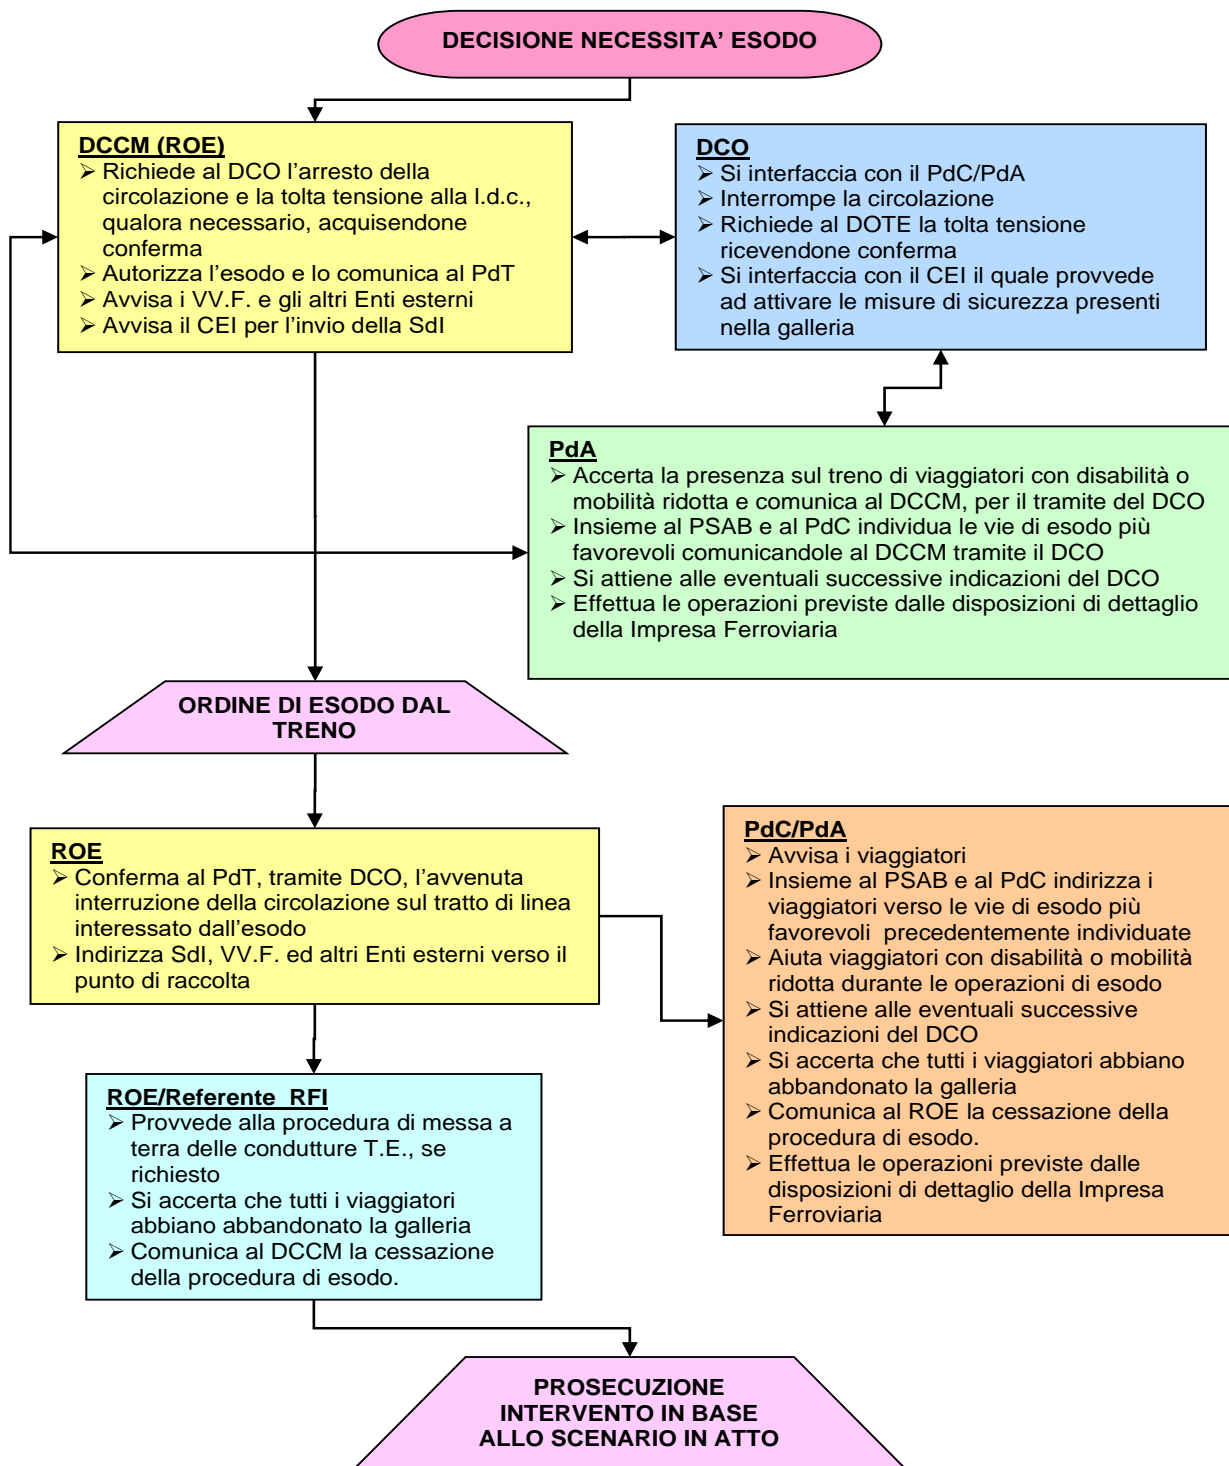 DECISIONE NECESSITA’ ESODO
DCCM (ROE)
➢ Richiede al DCO l’arresto della
circolazione e la tolta tensione alla l.d.c.,
qualora necessario, acquisendone
conferma
➢ Autorizza l’esodo e lo comunica al PdT
➢ Avvisa i VV.F. e gli altri Enti esterni
➢ Avvisa il CEI per l’invio della SdI
DCO
➢ Si interfaccia con il PdC/PdA
➢ Interrompe la circolazione
➢ Richiede al DOTE la tolta tensione
ricevendone conferma
➢ Si interfaccia con il CEI il quale provvede
ad attivare le misure di sicurezza presenti
nella galleria
PdA
➢ Accerta la presenza sul treno di viaggiatori con disabilità o
mobilità ridotta e comunica al DCCM, per il tramite del DCO
➢ Insieme al PSAB e al PdC individua le vie di esodo più
favorevoli comunicandole al DCCM tramite il DCO
➢ Si attiene alle eventuali successive indicazioni del DCO
➢ Effettua le operazioni previste dalle disposizioni di dettaglio
della Impresa Ferroviaria
ORDINE DI ESODO DAL
TRENO
ROE
➢ Conferma al PdT, tramite DCO, l’avvenuta
interruzione della circolazione sul tratto di linea
interessato dall’esodo
➢ Indirizza SdI, VV.F. ed altri Enti esterni verso il
punto di raccolta
PdC/PdA
➢ Avvisa i viaggiatori
➢ Insieme al PSAB e al PdC indirizza i
viaggiatori verso le vie di esodo più
favorevoli precedentemente individuate
➢ Aiuta viaggiatori con disabilità o mobilità
ridotta durante le operazioni di esodo
➢ Si attiene alle eventuali successive
indicazioni del DCO
➢ Si accerta che tutti i viaggiatori abbiano
abbandonato la galleria
➢ Comunica al ROE la cessazione della
procedura di esodo.
➢ Effettua le operazioni previste dalle
disposizioni di dettaglio della Impresa
Ferroviaria
ROE/Referente RFI
➢ Provvede alla procedura di messa a
terra delle condutture T.E., se
richiesto
➢ Si accerta che tutti i viaggiatori
abbiano abbandonato la galleria
➢ Comunica al DCCM la cessazione
della procedura di esodo.
PROSECUZIONE
INTERVENTO IN BASE
ALLO SCENARIO IN ATTO